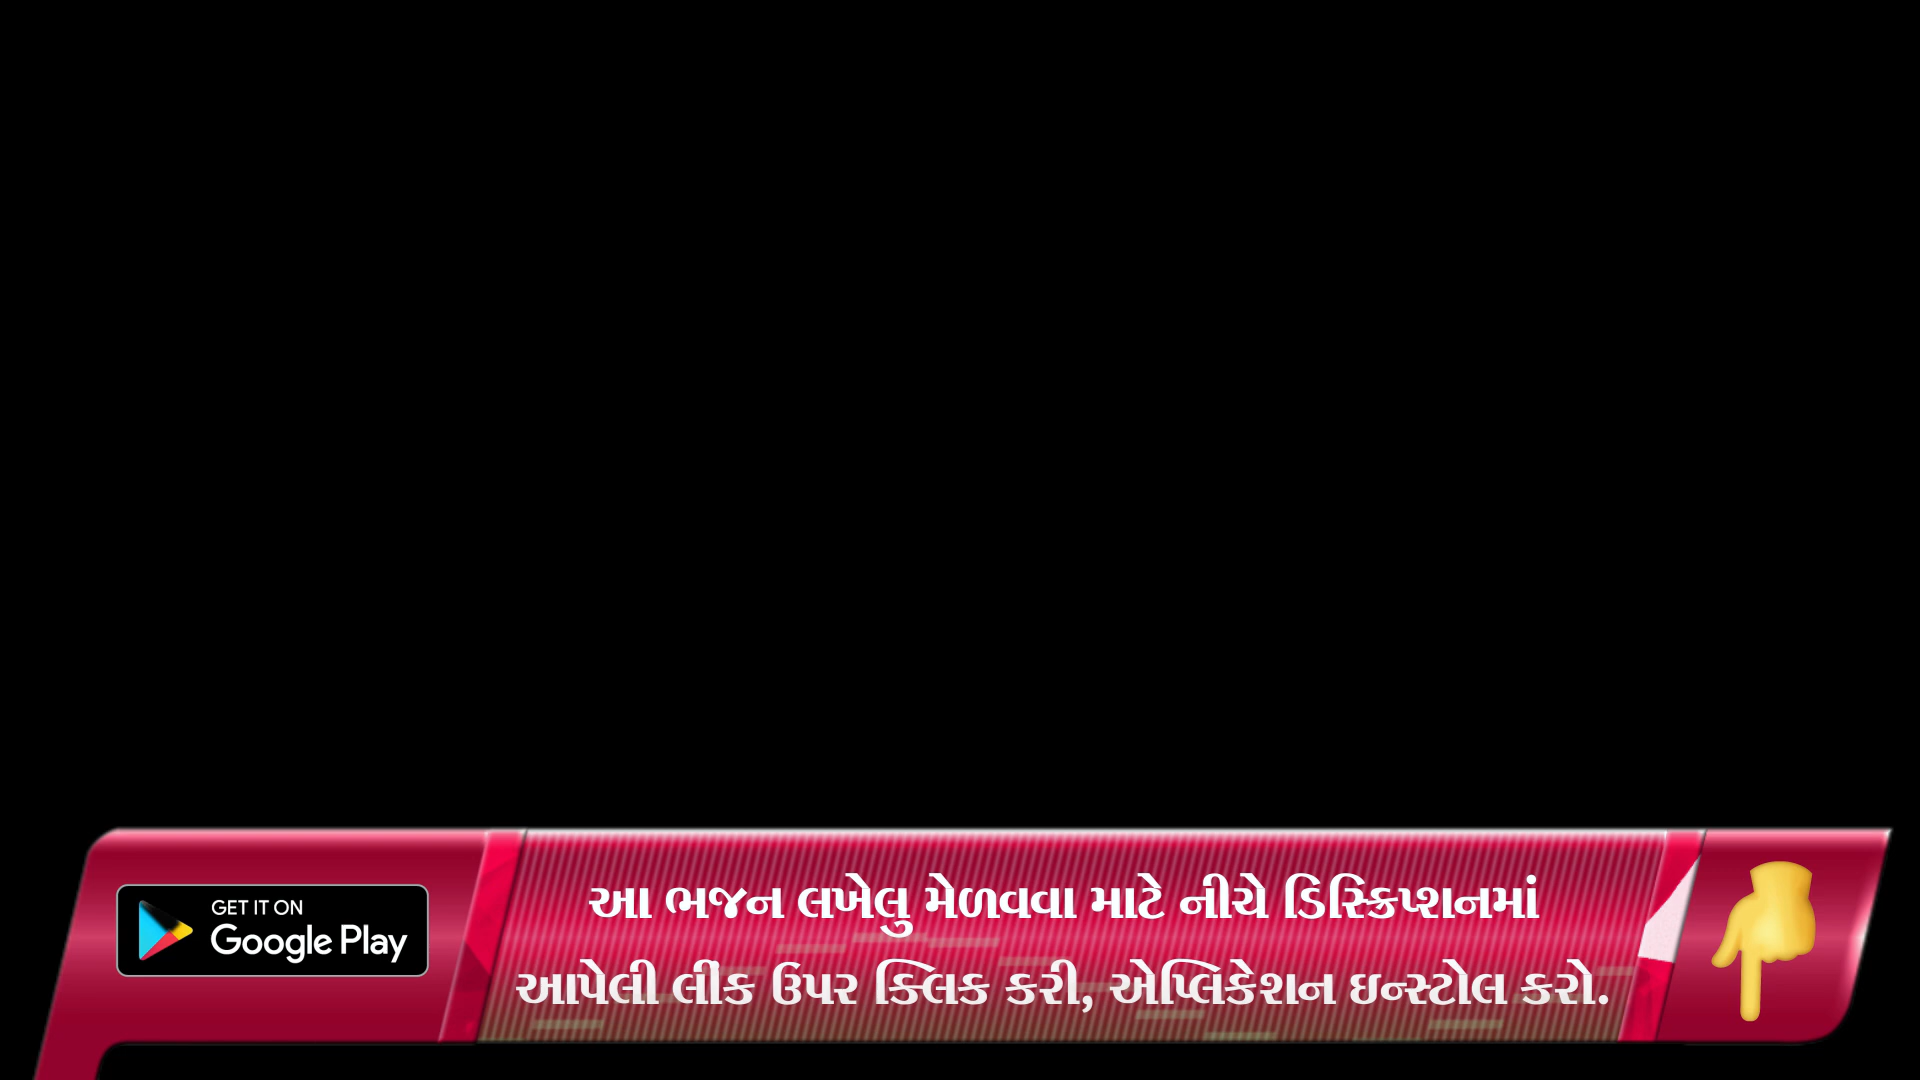 GET IT ON
Google Play
આ ભજન લખેલુ મેળવવા માટે નીચે ડિસ્ક્રિપ્શનમાં
આપેલી લીંક ઉપર ક્લિક કરી, એપ્લિકેશન ઇન્સ્ટોલ કરો.